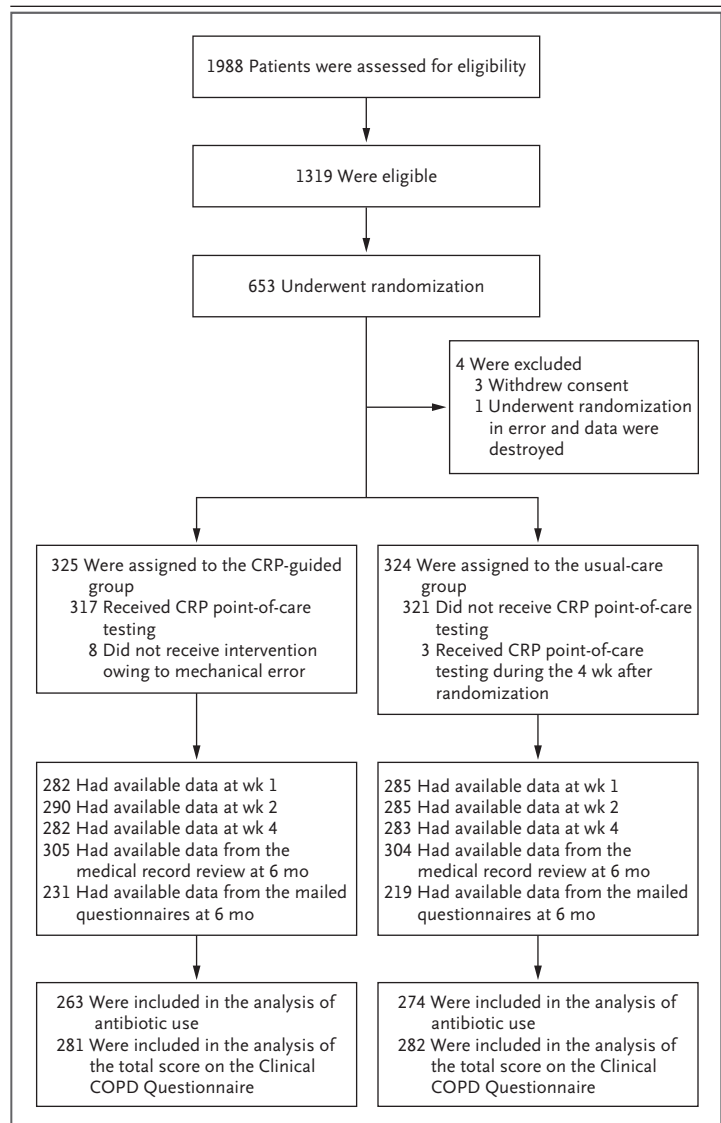 1988 Patients were assessed for eligibility
1319 Were eligible
653 Underwent randomization
4 Were excluded
3 Withdrew consent
1 Underwent randomization
in error and data were
destroyed
325 Were assigned to the CRP-guided
group
317 Received CRP point-of-care
testing
8 Did not receive intervention
owing to mechanical error
324 Were assigned to the usual-care
group
321 Did not receive CRP point-of-care
testing
3 Received CRP point-of-care
testing during the 4 wk after
randomization
282 Had available data at wk 1
290 Had available data at wk 2
282 Had available data at wk 4
305 Had available data from the
medical record review at 6 mo
231 Had available data from the mailed
questionnaires at 6 mo
285 Had available data at wk 1
285 Had available data at wk 2
283 Had available data at wk 4
304 Had available data from the
medical record review at 6 mo
219 Had available data from the mailed
questionnaires at 6 mo
263 Were included in the analysis of
antibiotic use
281 Were included in the analysis of
the total score on the Clinical
COPD Questionnaire
274 Were included in the analysis of
antibiotic use
282 Were included in the analysis of
the total score on the Clinical
COPD Questionnaire